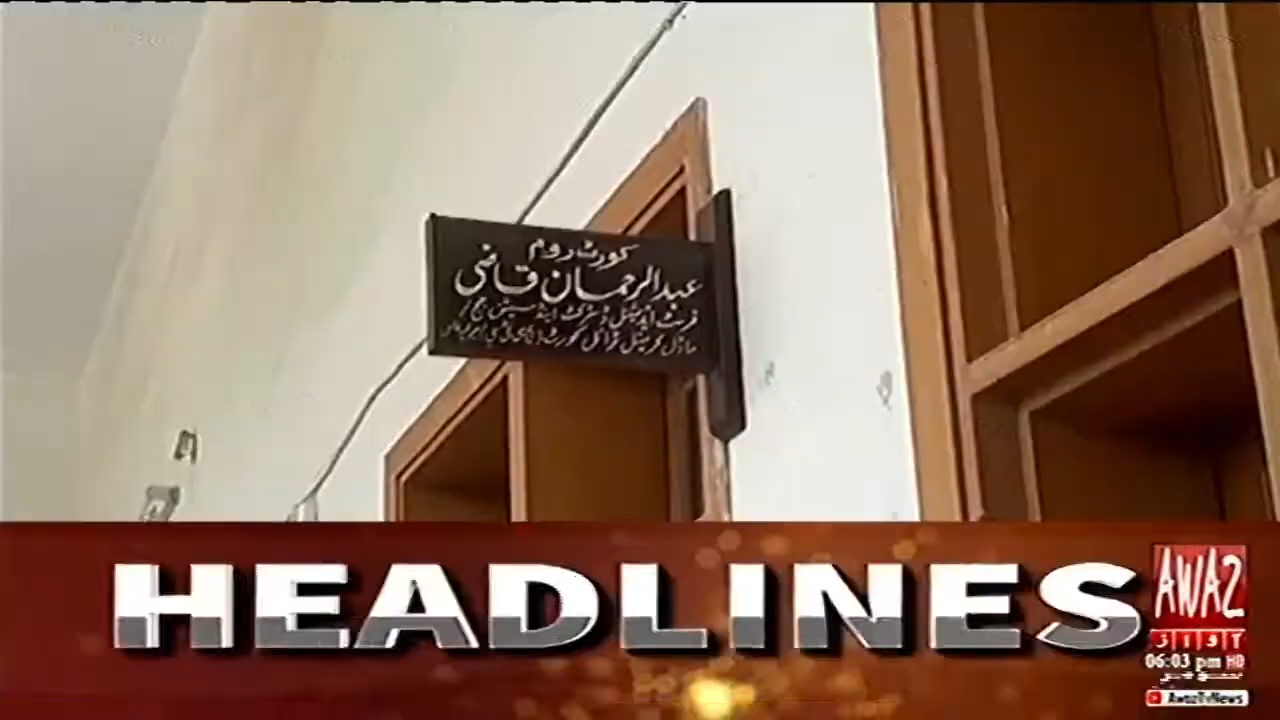 کورٹ روم
عبدالرحمان قاضی
فرسٹ ایڈیشنل ڈسٹرکٹ اینڈ سیشن جج /
ماڈل کریمنل ٹرائل کورٹ
HEADLINES
AWAZ
آواز
06:03 pm HD
AwazTvNews